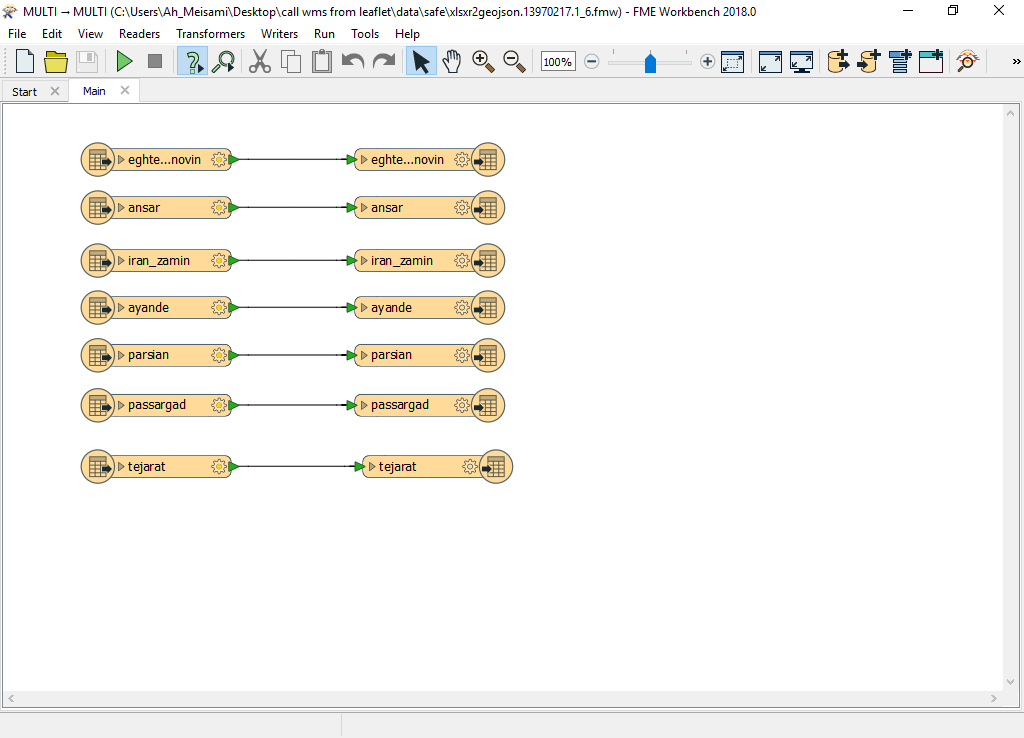 MULTI → MULTI (C:\Users\Ah_Meisami\Desktop\call wms from leaflet\data\safe\xlsxr2geojson.13970217.1_6.fmw) - FME Workbench 2018.0
File Edit View Readers Transformers Writers Run Tools Help
100%
Start Main
eghte...novin eghte...novin
ansar ansar
iran_zamin iran_zamin
ayande ayande
parsian parsian
passargad passargad
tejarat tejarat